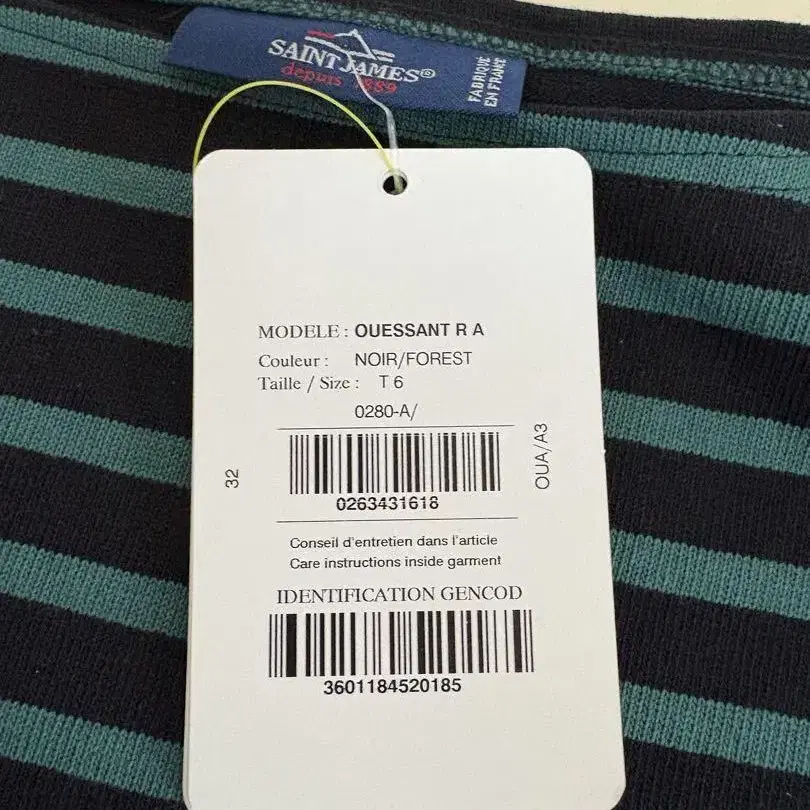 SAINT JAMES®
depuis 1889
FABRIQUÉ
EN FRANCE
MODELE : OUESSANT R A
Couleur : NOIR/FOREST
Taille / Size : T 6
0280-A/
32
OUA/A3
0263431618
Conseil d'entretien dans l'article
Care instructions inside garment
IDENTIFICATION GENCOD
3601184520185